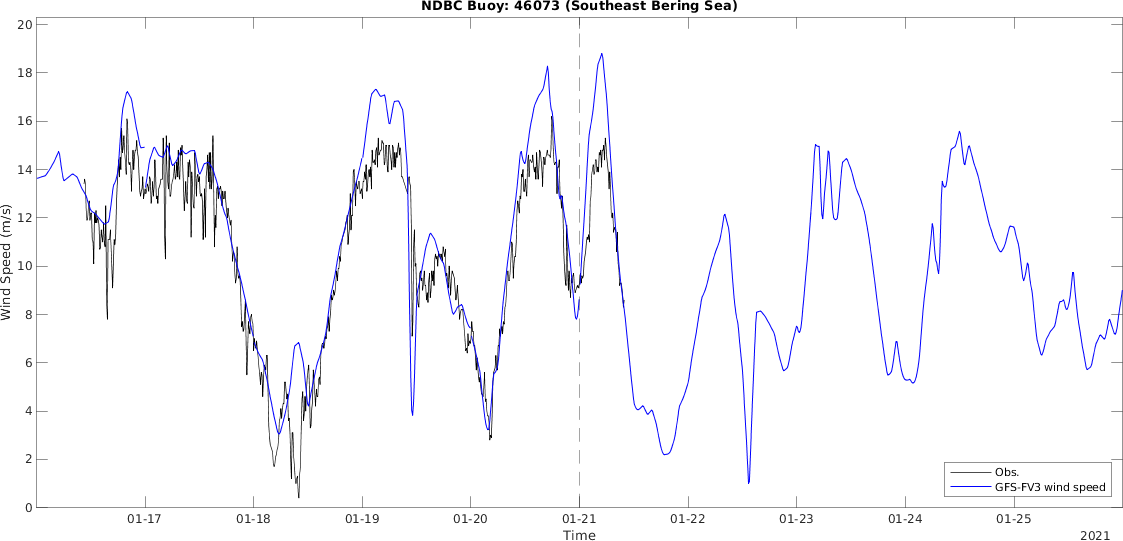 NDBC Buoy: 46073 (Southeast Bering Sea)
20
18
16
14
12
10
8
6
4
2
0
Wind Speed (m/s)
01-17 01-18 01-19 01-20 01-21 01-22 01-23 01-24 01-25
Time
2021
Obs.
GFS-FV3 wind speed